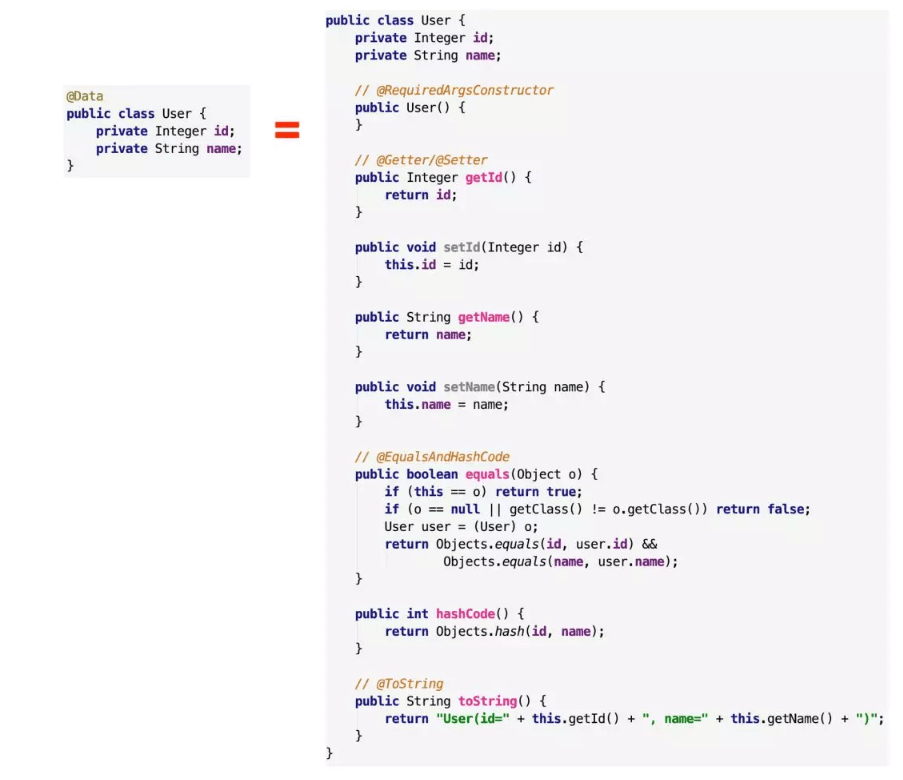 @Data
public class User {
    private Integer id;
    private String name;
}
=
public class User {
    private Integer id;
    private String name;

    // @RequiredArgsConstructor
    public User() {
    }

    // @Getter/@Setter
    public Integer getId() {
        return id;
    }

    public void setId(Integer id) {
        this.id = id;
    }

    public String getName() {
        return name;
    }

    public void setName(String name) {
        this.name = name;
    }

    // @EqualsAndHashCode
    public boolean equals(Object o) {
        if (this == o) return true;
        if (o == null || getClass() != o.getClass()) return false;
        User user = (User) o;
        return Objects.equals(id, user.id) &&
                Objects.equals(name, user.name);
    }

    public int hashCode() {
        return Objects.hash(id, name);
    }

    // @ToString
    public String toString() {
        return "User(id=" + this.getId() + ", name=" + this.getName() + ")";
    }
}